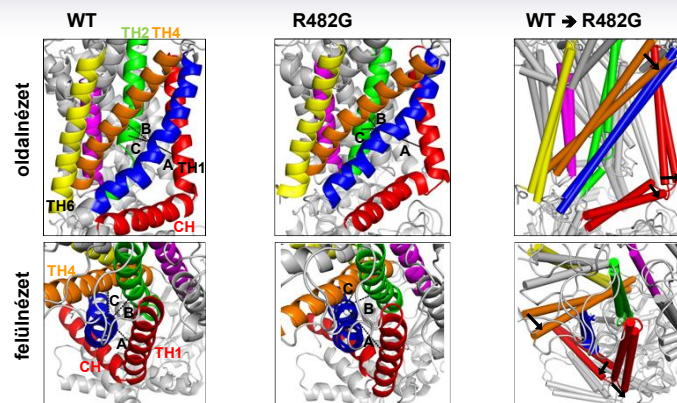 WT
R482G
WT → R482G
oldalnézet
TH2 TH4
B
C
A
TH1
TH6
CH
B
C
A
felülnézet
TH4
C
B
A
CH
TH1
C
B
A